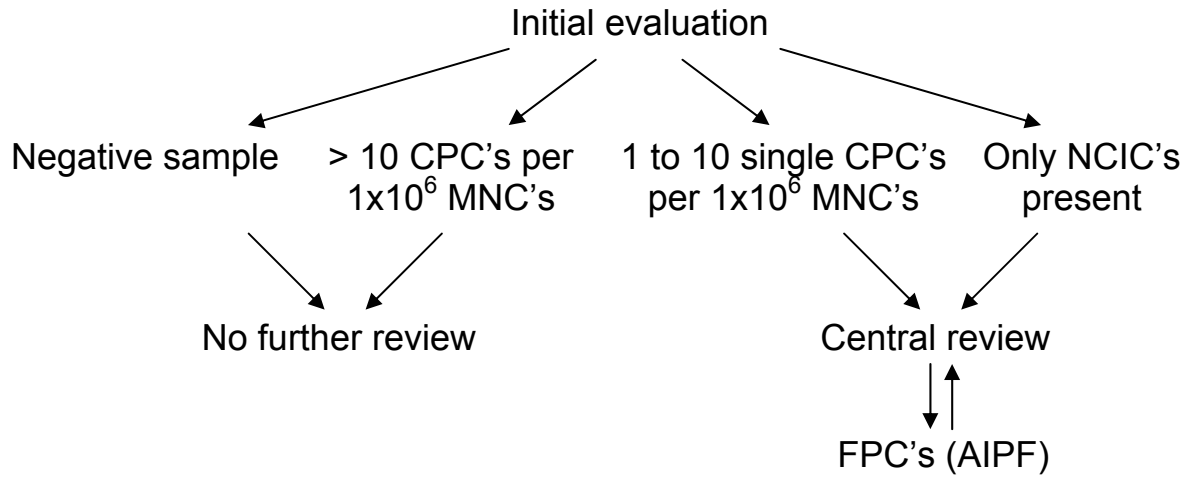 Initial evaluation
Negative sample
> 10 CPC’s per
1x10⁶ MNC’s
1 to 10 single CPC’s
per 1x10⁶ MNC’s
Only NCIC’s
present
No further review
Central review
FPC’s (AIPF)